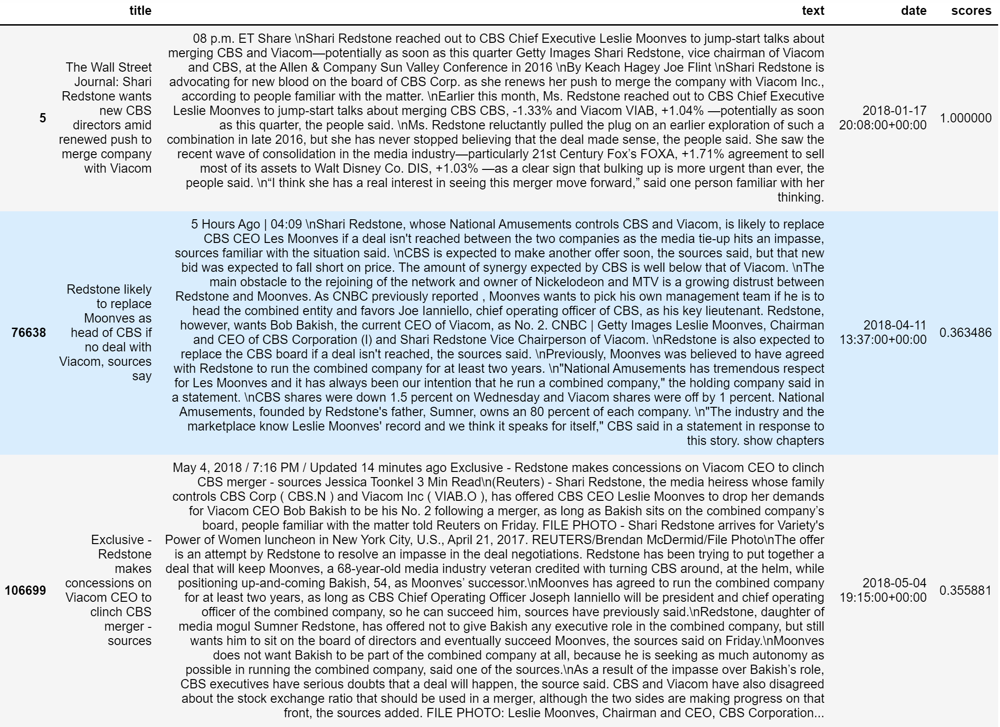 title text date scores
5
The Wall Street
Journal: Shari
Redstone wants
new CBS
directors amid
renewed push to
merge company
with Viacom
08 p.m. ET Share \nShari Redstone reached out to CBS Chief Executive Leslie Moonves to jump-start talks about
merging CBS and Viacom—potentially as soon as this quarter Getty Images Shari Redstone, vice chairman of Viacom
and CBS, at the Allen & Company Sun Valley Conference in 2016 \nBy Keach Hagey Joe Flint \nShari Redstone is
advocating for new blood on the board of CBS Corp. as she renews her push to merge the company with Viacom Inc.,
according to people familiar with the matter. \nEarlier this month, Ms. Redstone reached out to CBS Chief Executive
Leslie Moonves to jump-start talks about merging CBS CBS, -1.33% and Viacom VIAB, +1.04% —potentially as soon
as this quarter, the people said. \nMs. Redstone reluctantly pulled the plug on an earlier exploration of such a
combination in late 2016, but she has never stopped believing that the deal made sense, the people said. She saw the
recent wave of consolidation in the media industry—particularly 21st Century Fox’s FOXA, +1.71% agreement to sell
most of its assets to Walt Disney Co. DIS, +1.03% —as a clear sign that bulking up is more urgent than ever, the
people said. \n“I think she has a real interest in seeing this merger move forward,” said one person familiar with her
thinking.
2018-01-17
20:08:00+00:00
1.000000
76638
Redstone likely
to replace
Moonves as
head of CBS if
no deal with
Viacom, sources
say
5 Hours Ago | 04:09 \nShari Redstone, whose National Amusements controls CBS and Viacom, is likely to replace
CBS CEO Les Moonves if a deal isn't reached between the two companies as the media tie-up hits an impasse,
sources familiar with the situation said. \nCBS is expected to make another offer soon, the sources said, but that new
bid was expected to fall short on price. The amount of synergy expected by CBS is well below that of Viacom. \nThe
main obstacle to the rejoining of the network and owner of Nickelodeon and MTV is a growing distrust between
Redstone and Moonves. As CNBC previously reported , Moonves wants to pick his own management team if he is to
head the combined entity and favors Joe Ianniello, chief operating officer of CBS, as his key lieutenant. Redstone,
however, wants Bob Bakish, the current CEO of Viacom, as No. 2. CNBC | Getty Images Leslie Moonves, Chairman
and CEO of CBS Corporation (l) and Shari Redstone Vice Chairperson of Viacom. \nRedstone is also expected to
replace the CBS board if a deal isn't reached, the sources said. \nPreviously, Moonves was believed to have agreed
with Redstone to run the combined company for at least two years. \n"National Amusements has tremendous respect
for Les Moonves and it has always been our intention that he run a combined company," the holding company said in
a statement. \nCBS shares were down 1.5 percent on Wednesday and Viacom shares were off by 1 percent. National
Amusements, founded by Redstone's father, Sumner, owns an 80 percent of each company. \n"The industry and the
marketplace know Leslie Moonves' record and we think it speaks for itself," CBS said in a statement in response to
this story. show chapters
2018-04-11
13:37:00+00:00
0.363486
106699
Exclusive -
Redstone
makes
concessions on
Viacom CEO to
clinch CBS
merger -
sources
May 4, 2018 / 7:16 PM / Updated 14 minutes ago Exclusive - Redstone makes concessions on Viacom CEO to clinch
CBS merger - sources Jessica Toonkel 3 Min Read\n(Reuters) - Shari Redstone, the media heiress whose family
controls CBS Corp ( CBS.N ) and Viacom Inc ( VIAB.O ), has offered CBS CEO Leslie Moonves to drop her demands
for Viacom CEO Bob Bakish to be his No. 2 following a merger, as long as Bakish sits on the combined company’s
board, people familiar with the matter told Reuters on Friday. FILE PHOTO - Shari Redstone arrives for Variety's
Power of Women luncheon in New York City, U.S., April 21, 2017. REUTERS/Brendan McDermid/File Photo\nThe offer
is an attempt by Redstone to resolve an impasse in the deal negotiations. Redstone has been trying to put together a
deal that will keep Moonves, a 68-year-old media industry veteran credited with turning CBS around, at the helm, while
positioning up-and-coming Bakish, 54, as Moonves’ successor.\nMoonves has agreed to run the combined company
for at least two years, as long as CBS Chief Operating Officer Joseph Ianniello will be president and chief operating
officer of the combined company, so he can succeed him, sources have previously said.\nRedstone, daughter of
media mogul Sumner Redstone, has offered not to give Bakish any executive role in the combined company, but still
wants him to sit on the board of directors and eventually succeed Moonves, the sources said on Friday.\nMoonves
does not want Bakish to be part of the combined company at all, because he is seeking as much autonomy as
possible in running the combined company, said one of the sources.\nAs a result of the impasse over Bakish’s role,
CBS executives have serious doubts that a deal will happen, the source said. CBS and Viacom have also disagreed
about the stock exchange ratio that should be used in a merger, although the two sides are making progress on that
front, the sources added. FILE PHOTO: Leslie Moonves, Chairman and CEO, CBS Corporation...
2018-05-04
19:15:00+00:00
0.355881